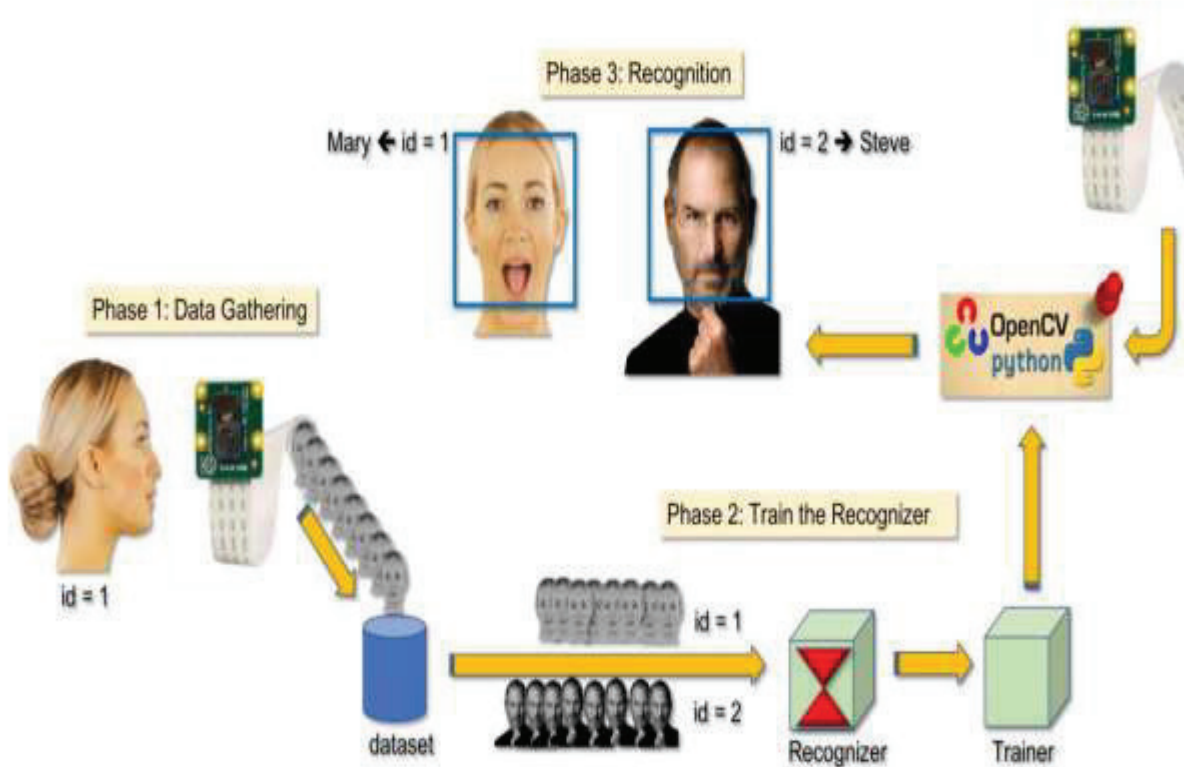 Phase 3: Recognition
Mary ← id = 1
id = 2 → Steve
Phase 1: Data Gathering
OpenCV
python
Phase 2: Train the Recognizer
id = 1
id = 1
id = 2
dataset
Recognizer
Trainer